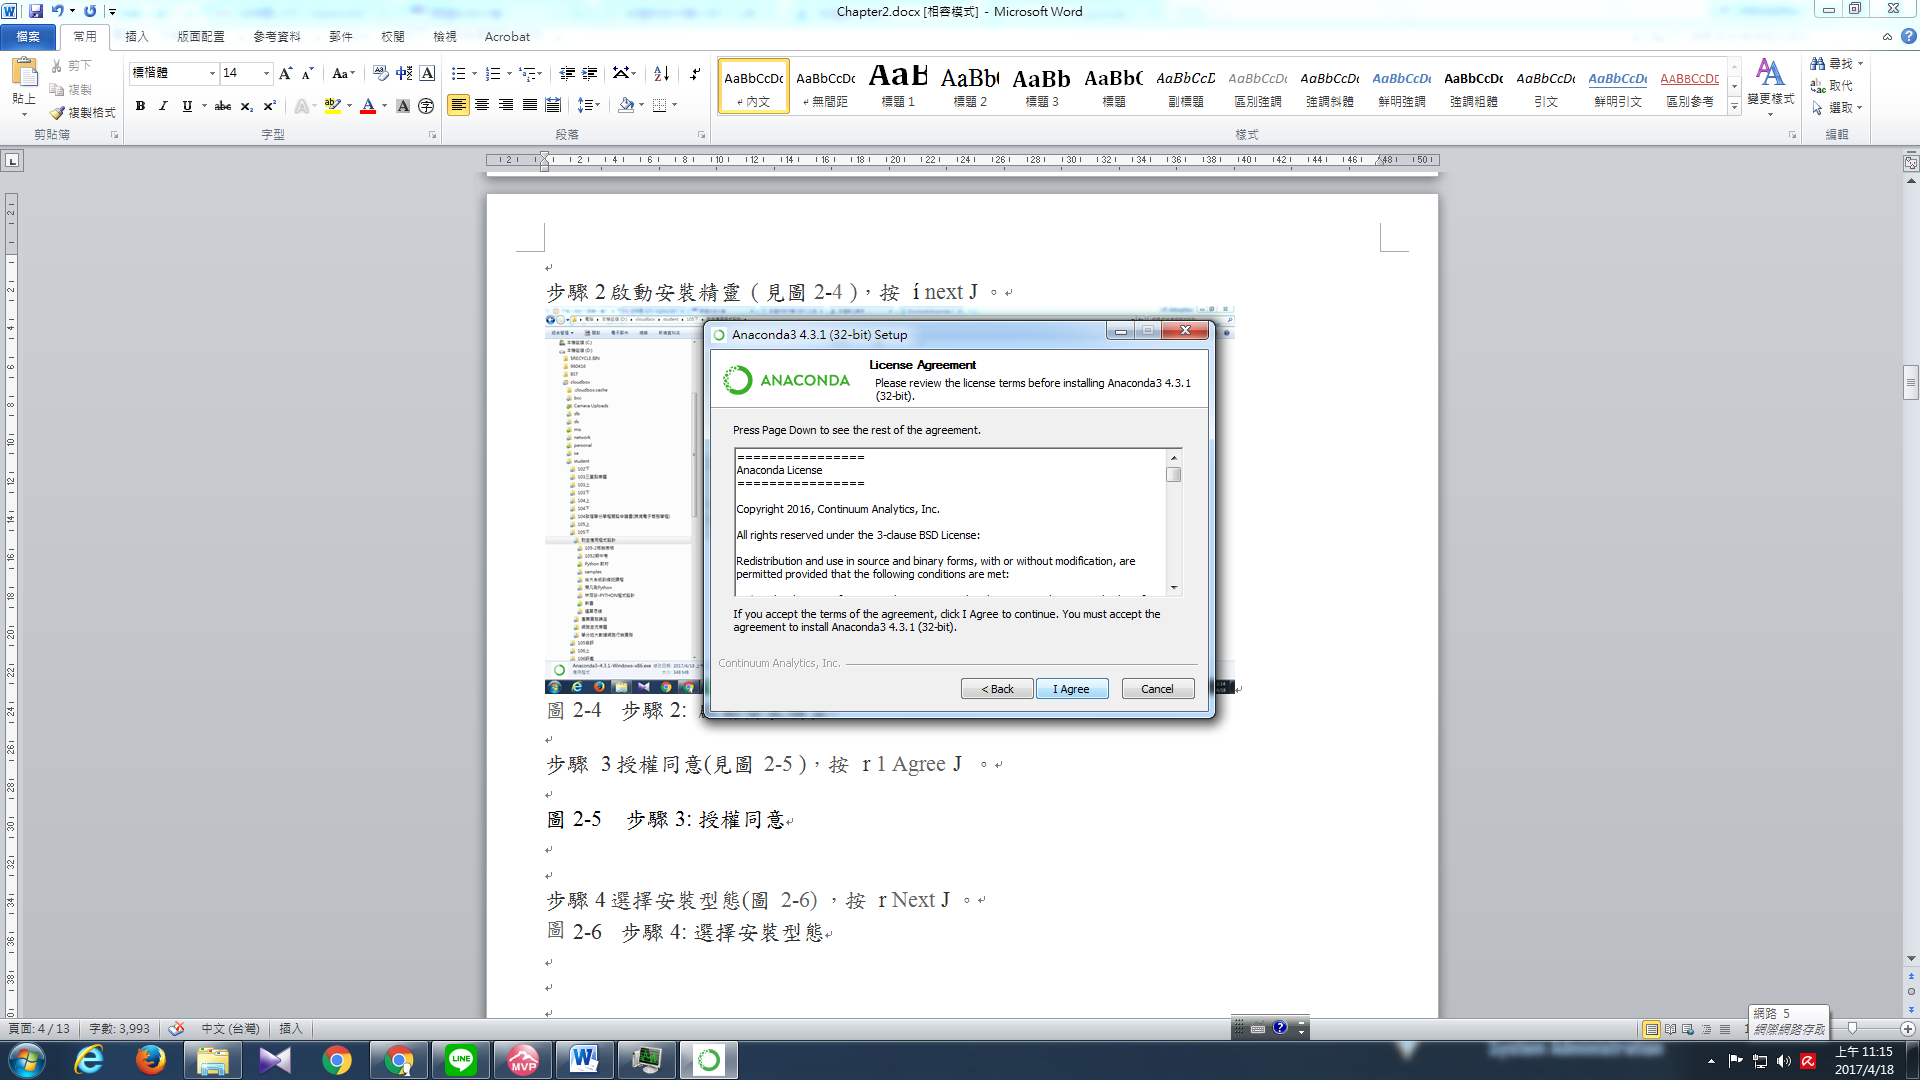 Chapter2.docx [相容模式] - Microsoft Word
檔案 常用 插入 版面配置 參考資料 郵件 校閱 檢視 Acrobat
剪下
複製
貼上 複製格式
標楷體 14
剪貼簿 字型 段落 樣式 編輯
AaBbCcDc AaBbCcDc AaB AaBb( AaBb AaBbC AaBbCcD AaBbCcDc AaBbCcDc AaBbCcDc AaBbCcDc AaBbCcDc AaBbCcDc AABBCCDE
內文 無間距 標題 1 標題 2 標題 3 標題 副標題 區別強調 強調斜體 鮮明強調 強調粗體 引文 鮮明引文 區別參考
變更樣式
尋找
取代
選取
步驟 2 啟動安裝精靈 ( 見圖 2-4 )，按 í next J 。
Anaconda3 4.3.1 (32-bit) Setup
ANACONDA
License Agreement
Please review the license terms before installing Anaconda3 4.3.1
(32-bit).
Press Page Down to see the rest of the agreement.
================
Anaconda License
================
Copyright 2016, Continuum Analytics, Inc.
All rights reserved under the 3-clause BSD License:
Redistribution and use in source and binary forms, with or without modification, are
permitted provided that the following conditions are met:
If you accept the terms of the agreement, click I Agree to continue. You must accept the
agreement to install Anaconda3 4.3.1 (32-bit).
Continuum Analytics, Inc.
< Back I Agree Cancel
圖 2-4 步驟 2:
步驟 3 授權同意(見圖 2-5 )，按 r 1 Agree J 。
圖 2-5 步驟 3: 授權同意
步驟 4 選擇安裝型態(圖 2-6) ，按 r Next J 。
圖 2-6 步驟 4: 選擇安裝型態
頁面: 4 / 13 字數: 3,993 中文 (台灣) 插入
網路 5
網際網路存取
LINE
MVP
System Administration
上午 11:15
2017/4/18